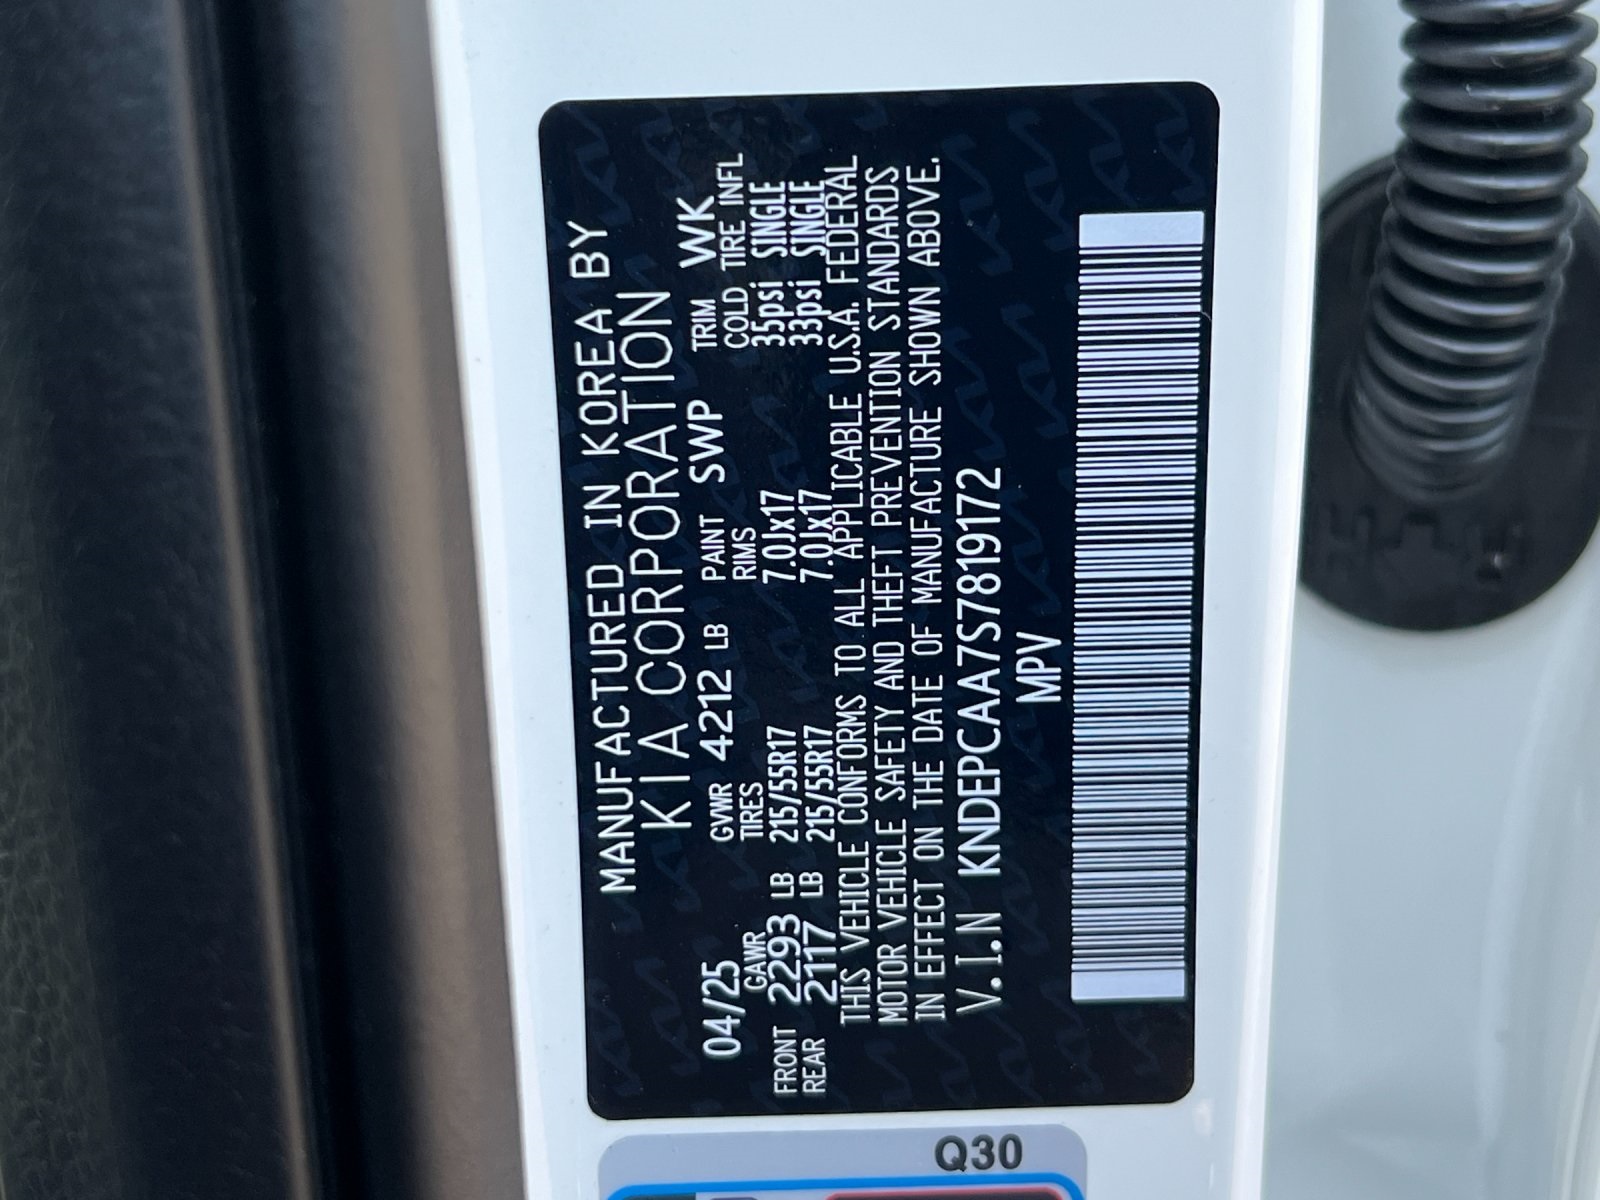 MANUFACTURED IN KOREA BY
KIA CORPORATION
04/25 GVWR 4212 LB PAINT SWP TRIM WK
GAWR TIRES RIMS COLD TIRE INFL
FRONT 2293 LB 215/55R17 7.0Jx17 35psi SINGLE
REAR 2117 LB 215/55R17 7.0Jx17 33psi SINGLE
THIS VEHICLE CONFORMS TO ALL APPLICABLE U.S.A. FEDERAL
MOTOR VEHICLE SAFETY AND THEFT PREVENTION STANDARDS
IN EFFECT ON THE DATE OF MANUFACTURE SHOWN ABOVE.
V.I.N KNDEPCAA7S7819172
MPV
Q30